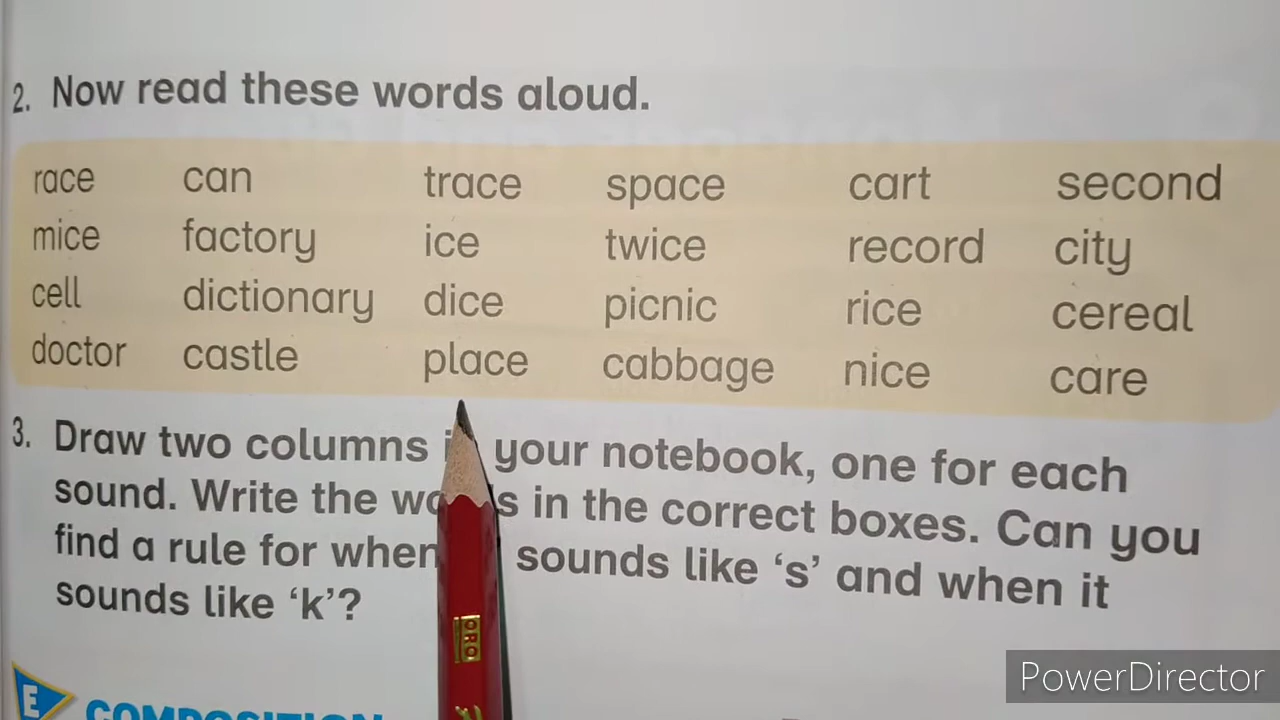 2. Now read these words aloud.
race can trace space cart second
mice factory ice twice record city
cell dictionary dice picnic rice cereal
doctor castle place cabbage nice care
3. Draw two columns your notebook, one for each
sound. Write the in the correct boxes. Can you
find a rule for when sounds like ‘s’ and when it
sounds like ‘k’?
E COMPOSITION
ORO
PowerDirector